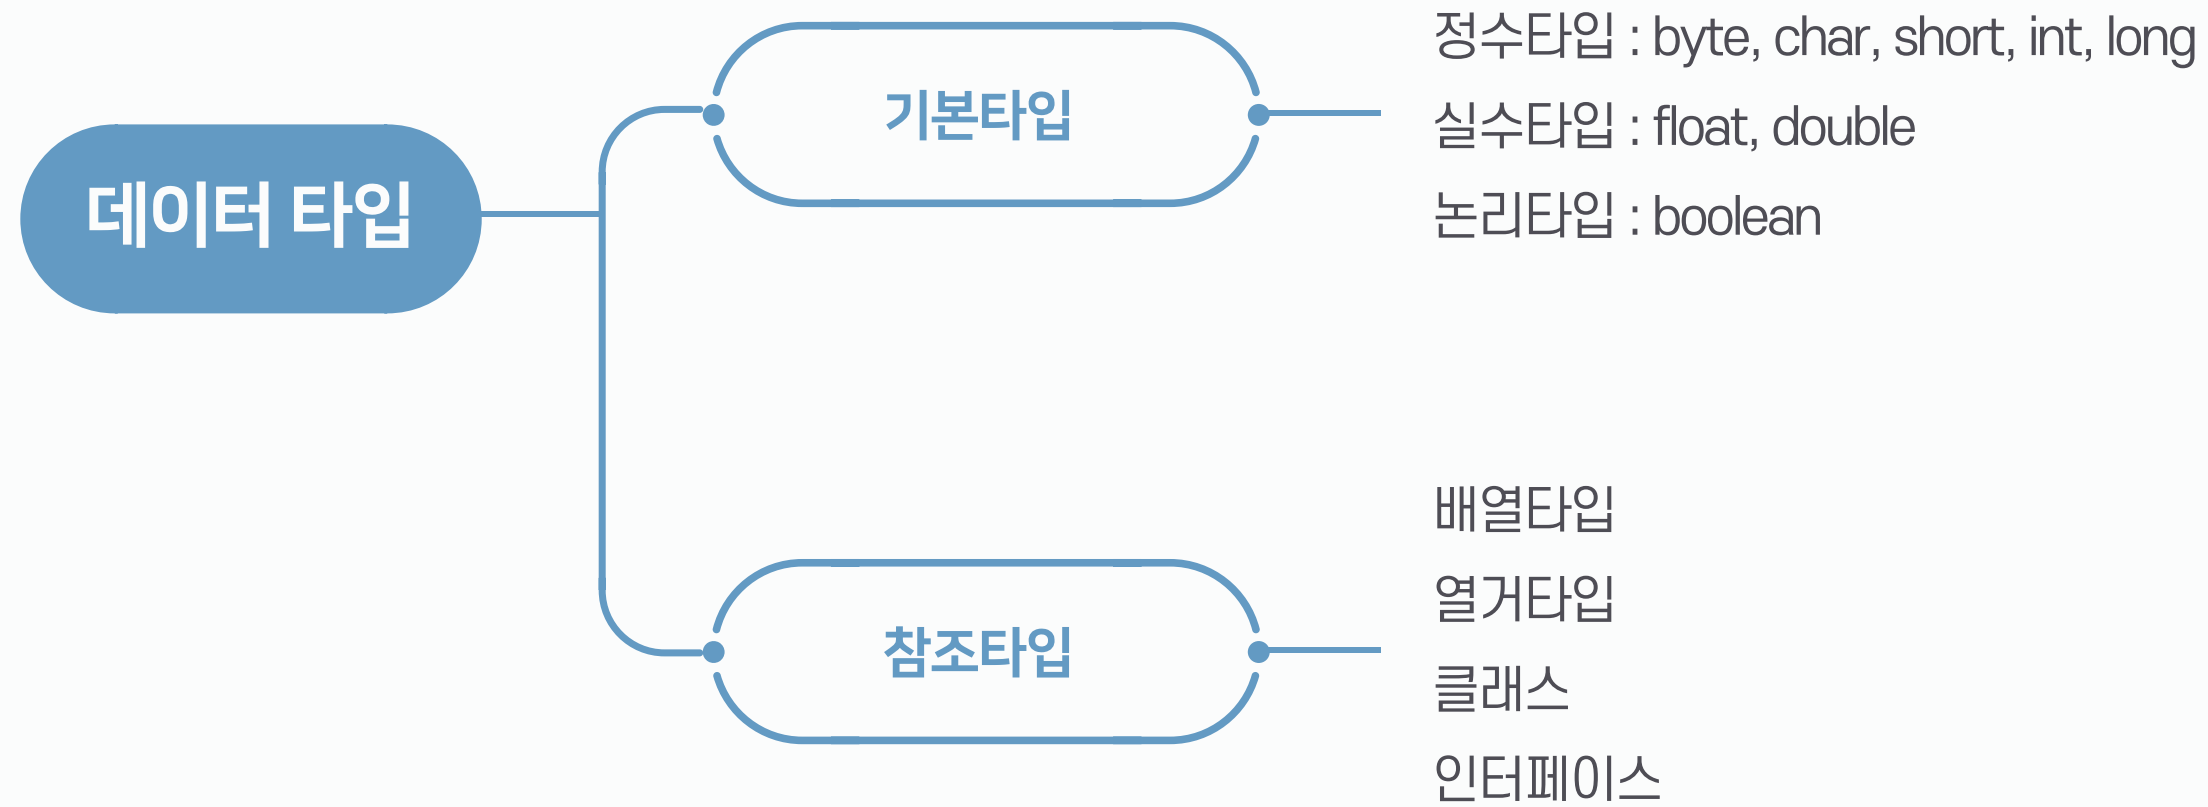 데이터 타입
기본타입
정수타입 : byte, char, short, int, long
실수타입 : float, double
논리타입 : boolean
참조타입
배열타입
열거타입
클래스
인터페이스